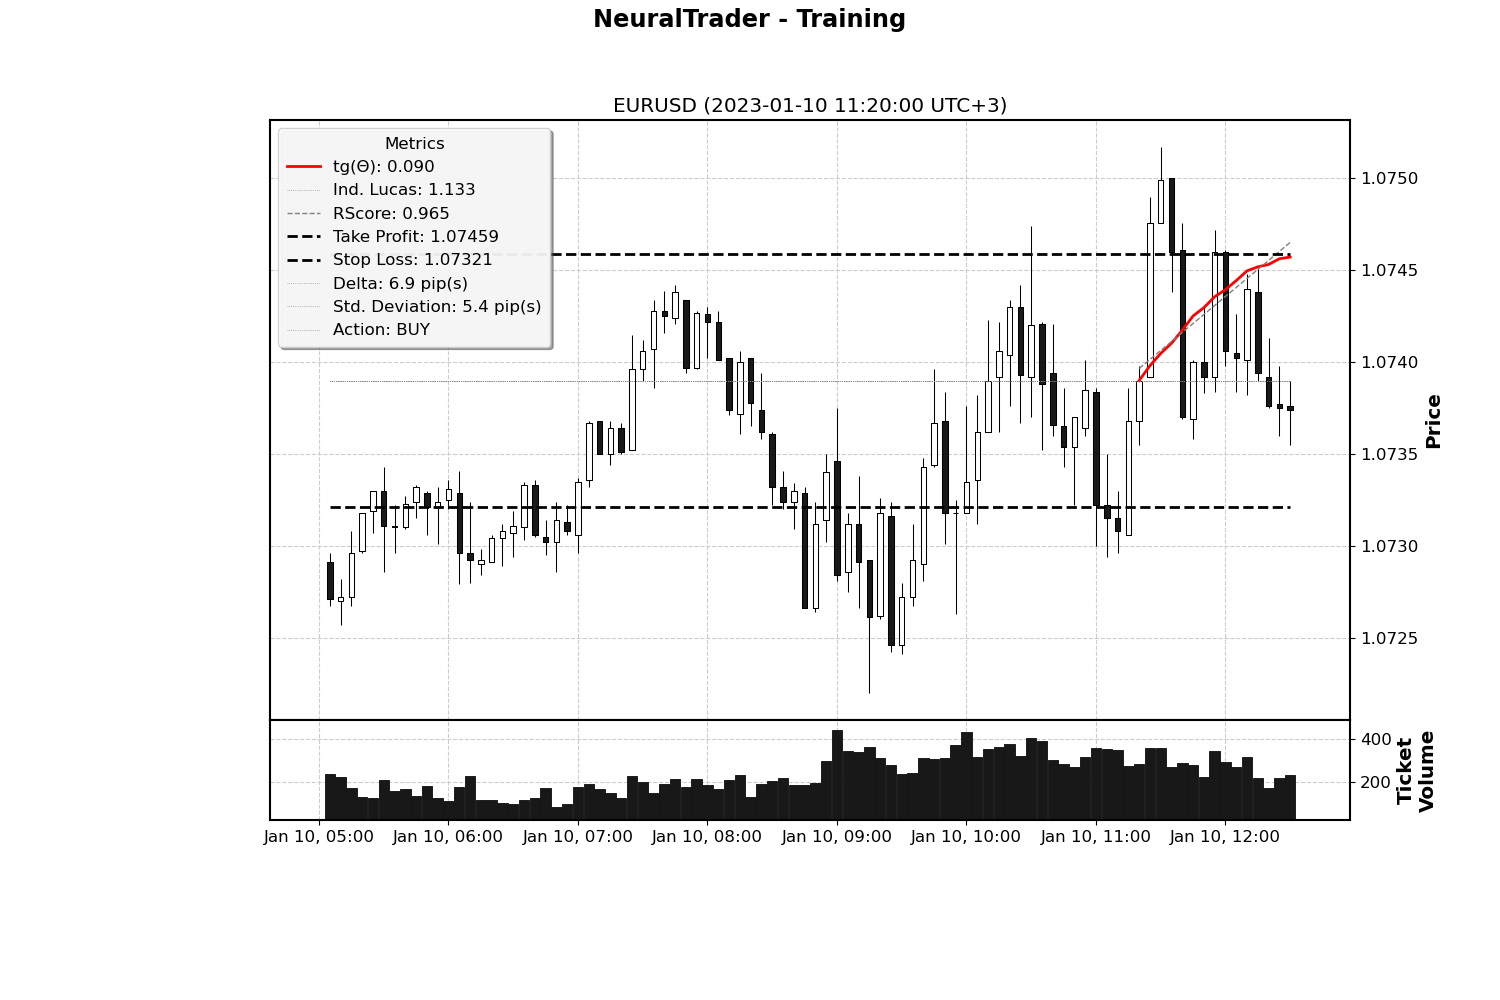 NeuralTrader - Training
EURUSD (2023-01-10 11:20:00 UTC+3)
Metrics
tg(Θ): 0.090
Ind. Lucas: 1.133
RScore: 0.965
Take Profit: 1.07459
Stop Loss: 1.07321
Delta: 6.9 pip(s)
Std. Deviation: 5.4 pip(s)
Action: BUY
1.0750
1.0745
1.0740
1.0735
1.0730
1.0725
Price
400
200
Ticket
Volume
Jan 10, 05:00
Jan 10, 06:00
Jan 10, 07:00
Jan 10, 08:00
Jan 10, 09:00
Jan 10, 10:00
Jan 10, 11:00
Jan 10, 12:00